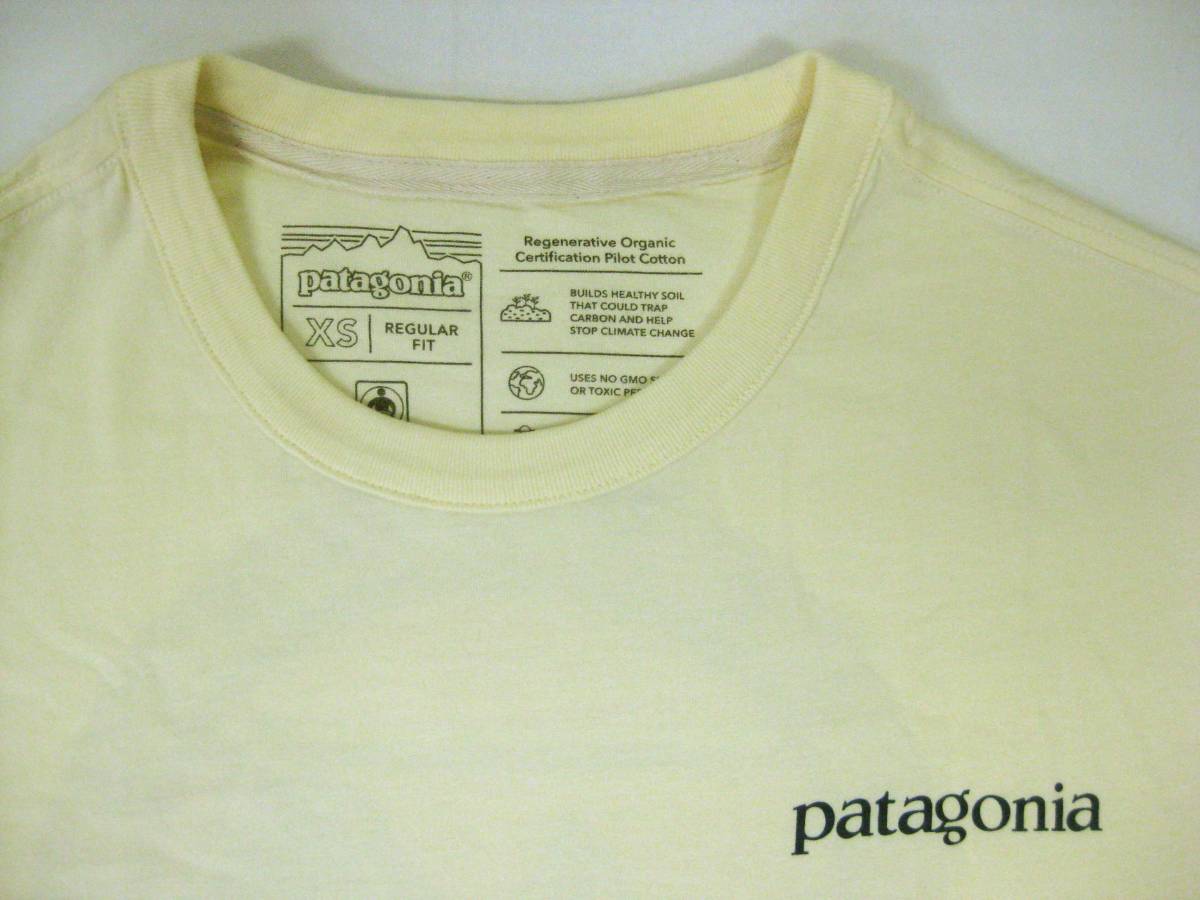 patagonia®
XS
REGULAR
FIT
Regenerative Organic
Certification Pilot Cotton
BUILDS HEALTHY SOIL
THAT COULD TRAP
CARBON AND HELP
STOP CLIMATE CHANGE
USES NO GMO
OR TOXIC
patagonia